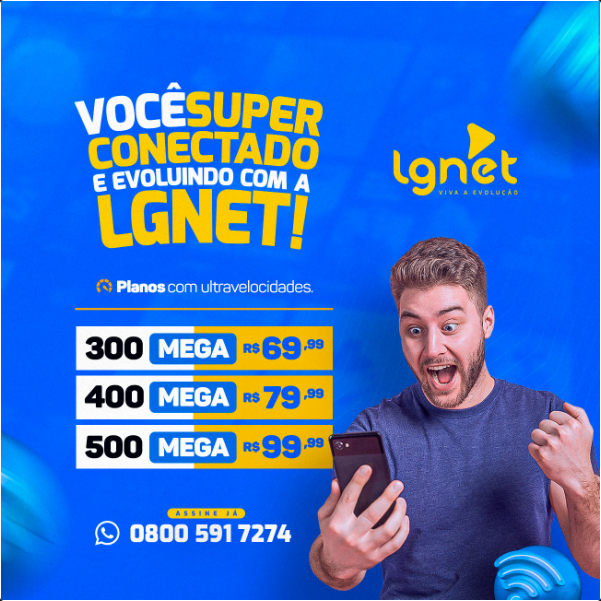 VOCÊ SUPER
CONECTADO
E EVOLUINDO COM A
LGNET!
lgnet
VIVA A EVOLUÇÃO
Planos com ultravelocidades.
300 MEGA R$ 69,99
400 MEGA R$ 79,99
500 MEGA R$ 99,99
ASSINE JÁ
0800 591 7274